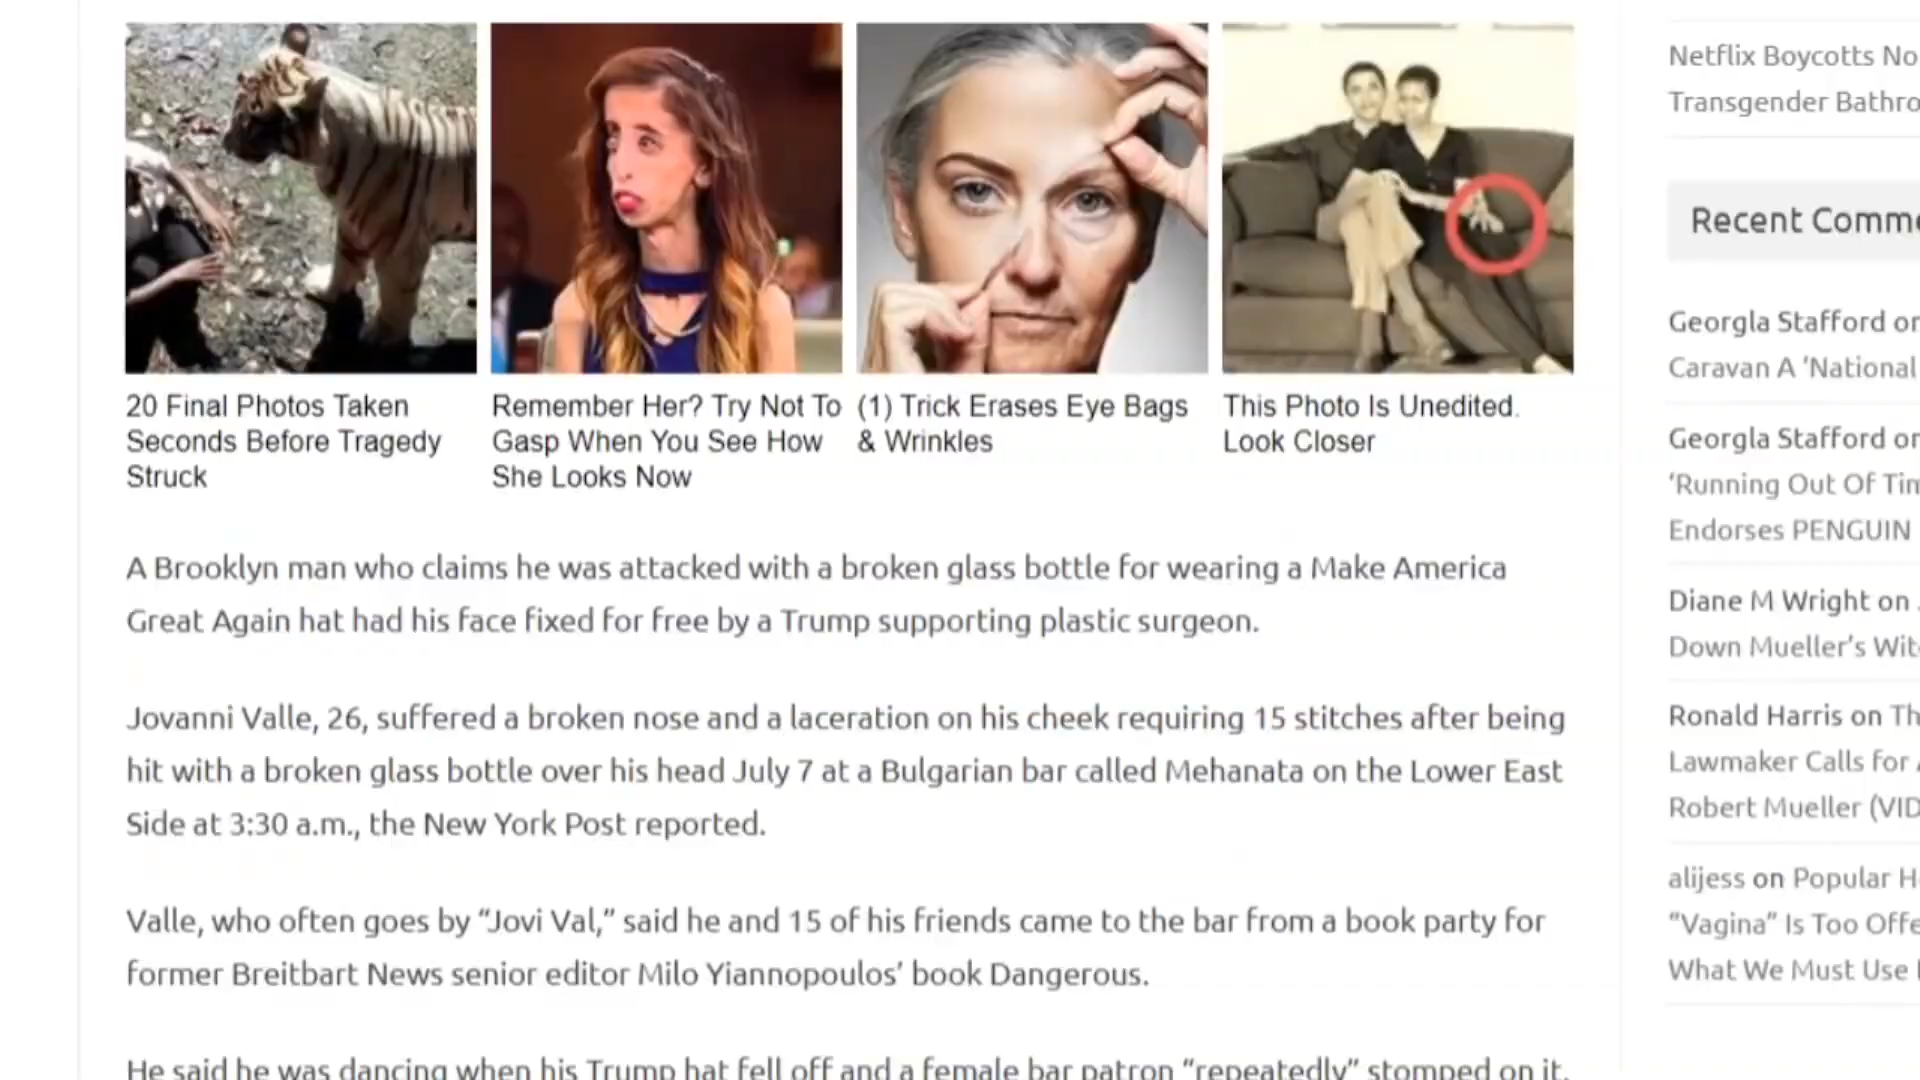 20 Final Photos Taken
Seconds Before Tragedy
Struck
Remember Her? Try Not To
Gasp When You See How
She Looks Now
(1) Trick Erases Eye Bags
& Wrinkles
This Photo Is Unedited.
Look Closer
A Brooklyn man who claims he was attacked with a broken glass bottle for wearing a Make America
Great Again hat had his face fixed for free by a Trump supporting plastic surgeon.
Jovanni Valle, 26, suffered a broken nose and a laceration on his cheek requiring 15 stitches after being
hit with a broken glass bottle over his head July 7 at a Bulgarian bar called Mehanata on the Lower East
Side at 3:30 a.m., the New York Post reported.
Valle, who often goes by “Jovi Val,” said he and 15 of his friends came to the bar from a book party for
former Breitbart News senior editor Milo Yiannopoulos’ book Dangerous.
He said he was dancing when his Trump hat fell off and a female bar patron “repeatedly” stomped on it.
Netflix Boycotts No
Transgender Bathro
Recent Comme
Georgla Stafford on
Caravan A ‘National
Georgla Stafford on
‘Running Out Of Tim
Endorses PENGUIN
Diane M Wright on
Down Mueller’s Wit
Ronald Harris on Th
Lawmaker Calls for
Robert Mueller (VID
alijess on Popular H
“Vagina” Is Too Offe
What We Must Use